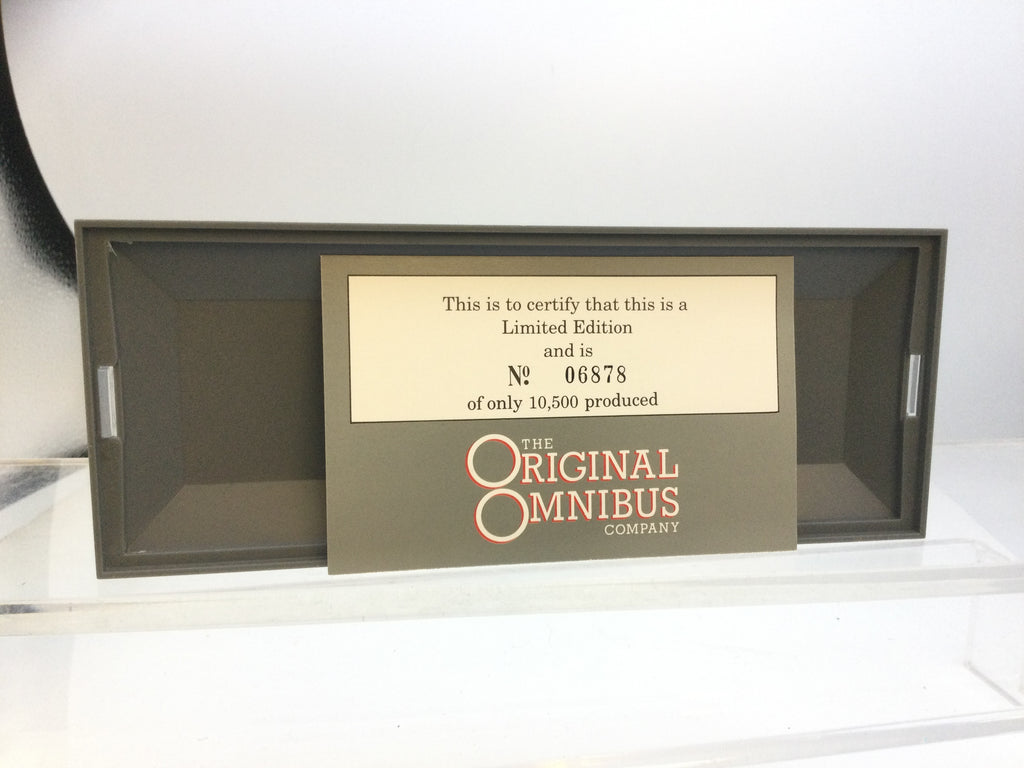 This is to certify that this is a
Limited Edition
and is
Nº 06878
of only 10,500 produced
THE
ORIGINAL
OMNIBUS
COMPANY